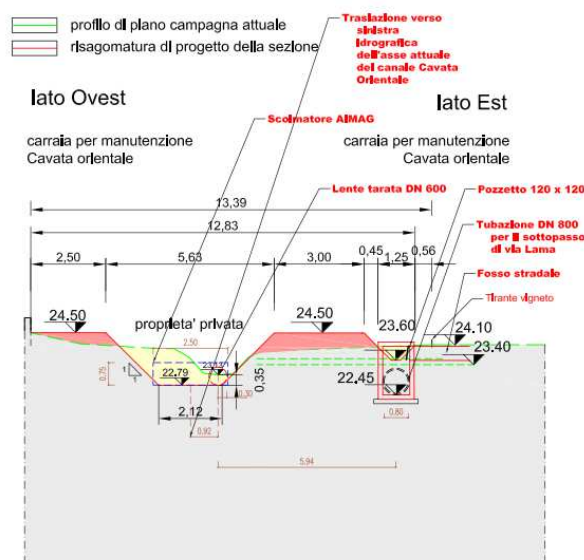 profilo di plano campagna attuale
risagomatura di progetto della sezione
Traslazione verso
sinistra
idrografica
dell'asse attuale
del canale Cavata
Orientale
lato Ovest
lato Est
carraia per manutenzione
Cavata orientale
carraia per manutenzione
Cavata orientale
Scolmatore AIMAG
Lente tarata DN 600
Pozzetto 120 x 120
Tubazione DN 800
per il sottopasso
di via Lama
Fosso stradale
Tirante vigneto
13,39
12,83
2,50
5,63
3,00
0,45
1,25
0,56
24.50
proprieta' privata
24.50
23.60
24.10
23.40
2,50
0,75
1
1
22.79
0,35
22.45
2,12
0,30
0,92
0,80
5,94